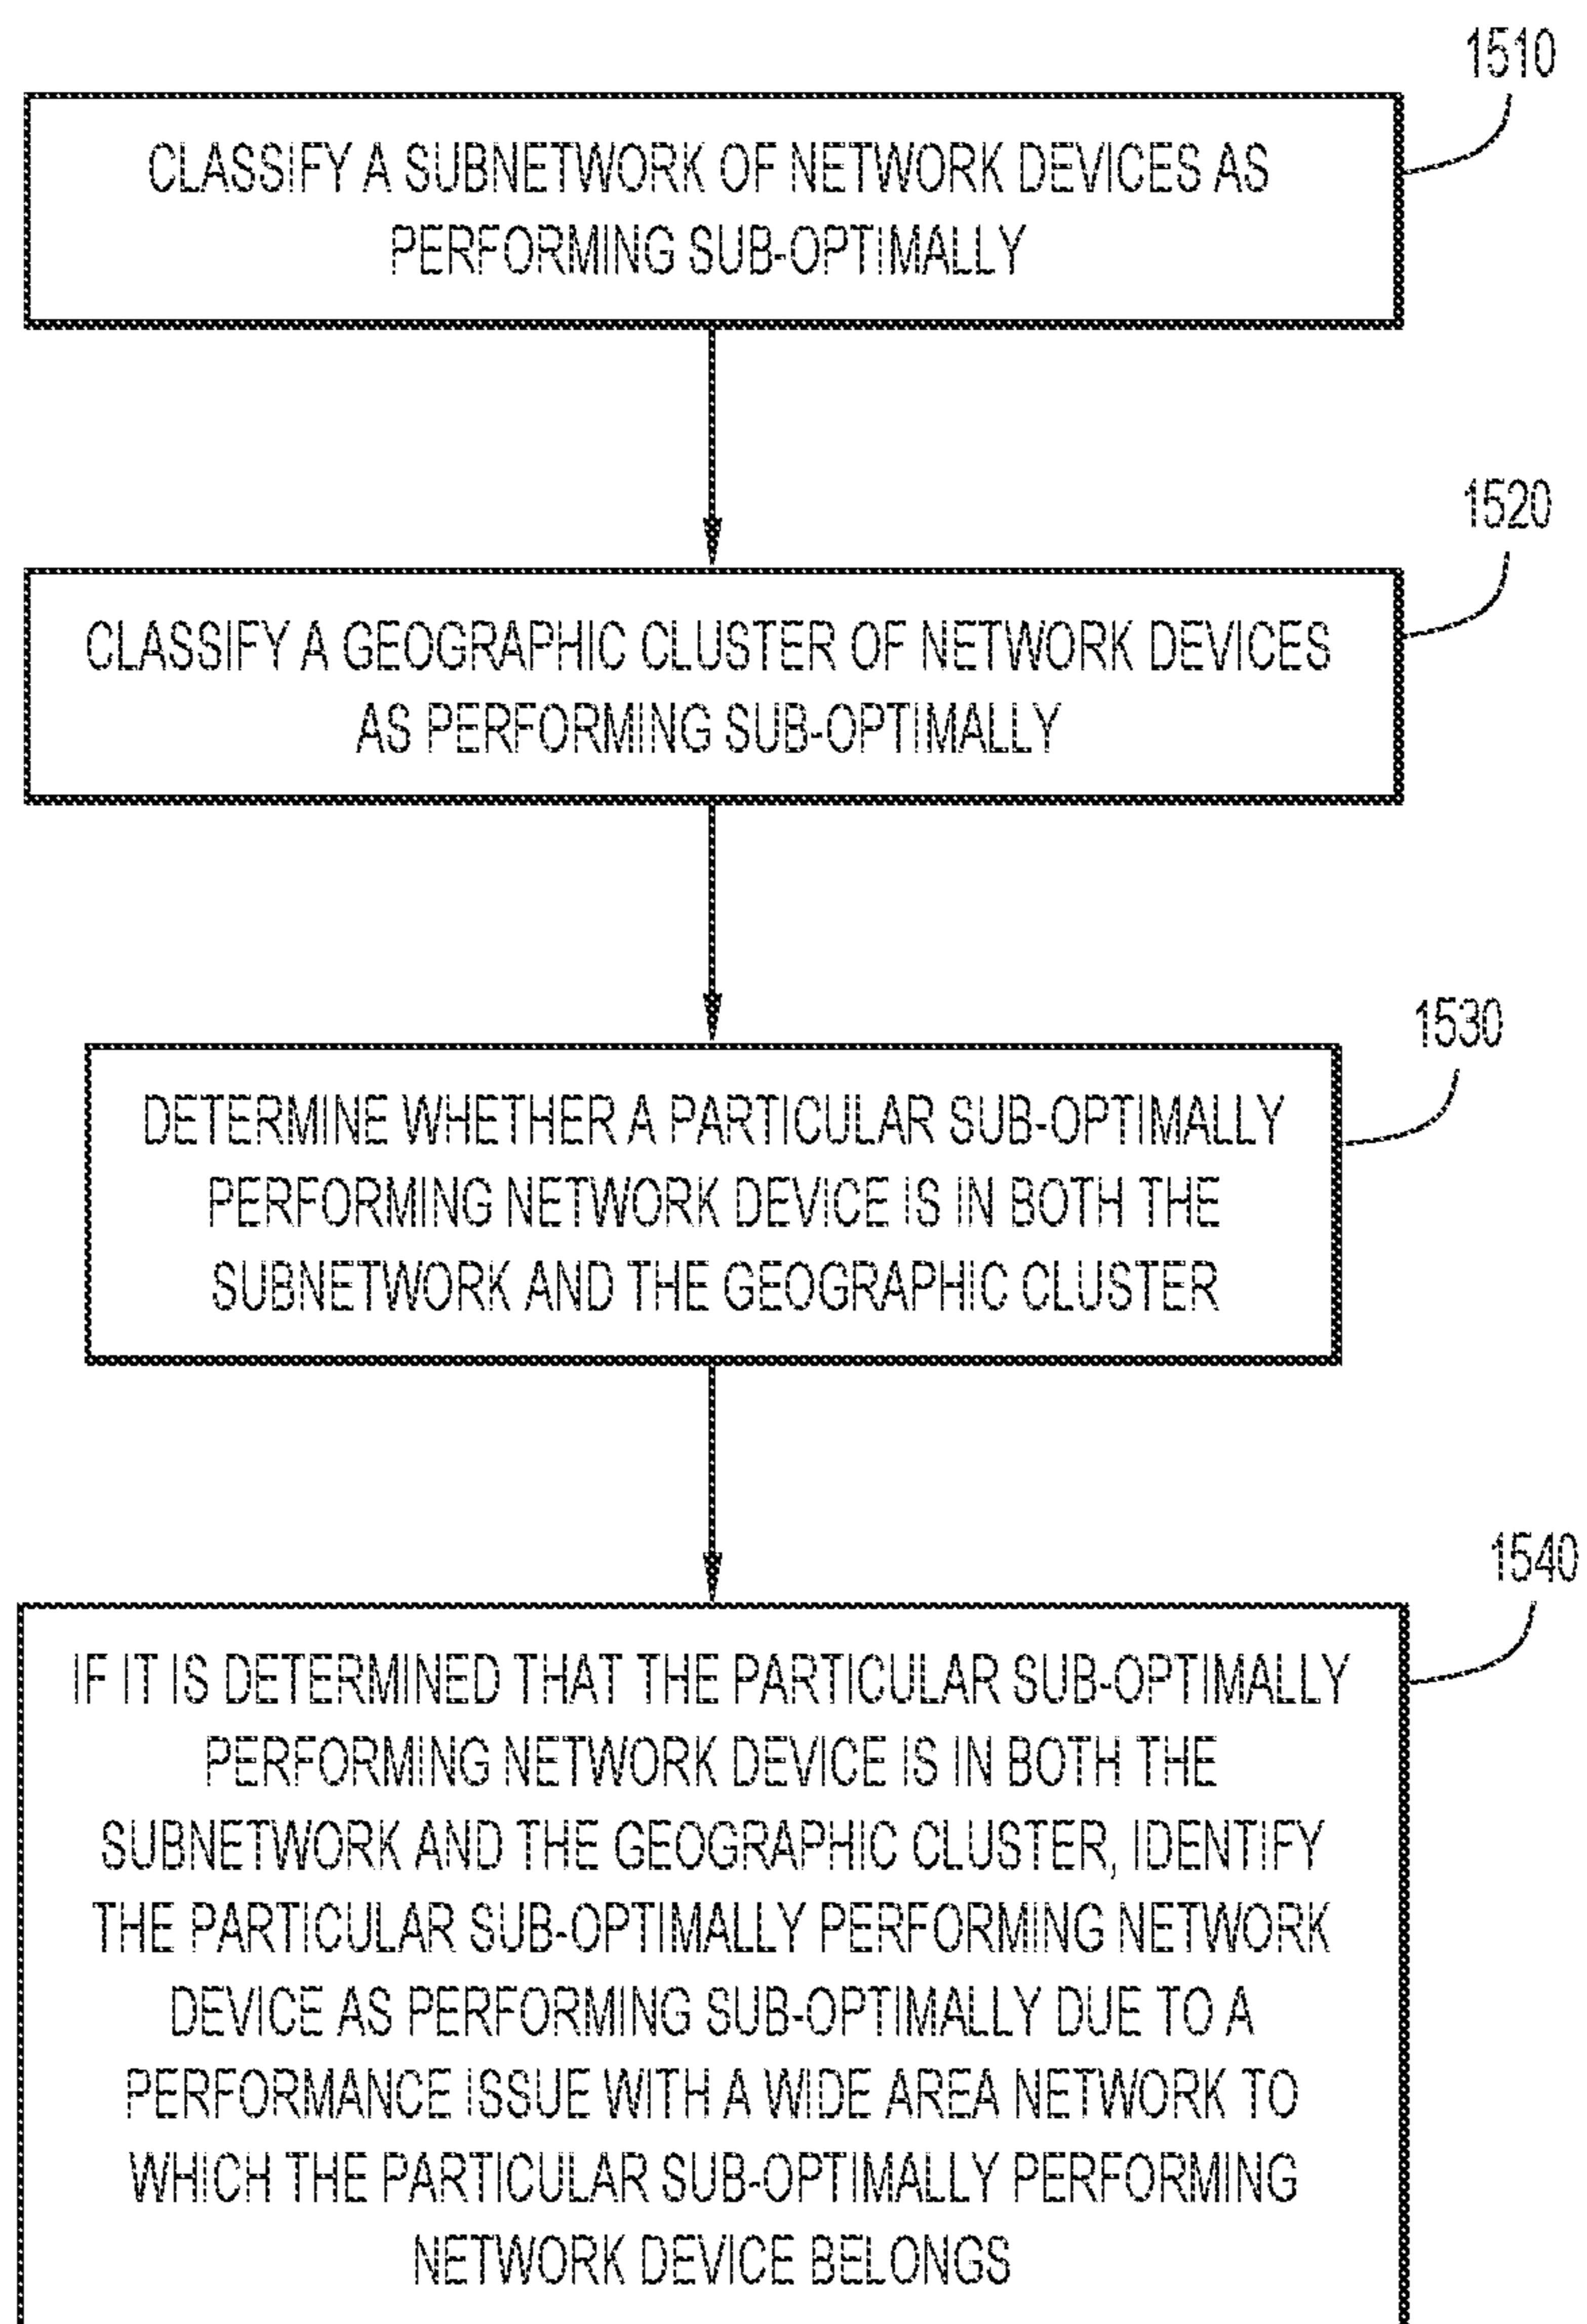 1510
CLASSIFY A SUBNETWORK OF NETWORK DEVICES AS
PERFORMING SUB-OPTIMALLY
1520
CLASSIFY A GEOGRAPHIC CLUSTER OF NETWORK DEVICES
AS PERFORMING SUB-OPTIMALLY
1530
DETERMINE WHETHER A PARTICULAR SUB-OPTIMALLY
PERFORMING NETWORK DEVICE IS IN BOTH THE
SUBNETWORK AND THE GEOGRAPHIC CLUSTER
1540
IF IT IS DETERMINED THAT THE PARTICULAR SUB-OPTIMALLY
PERFORMING NETWORK DEVICE IS IN BOTH THE
SUBNETWORK AND THE GEOGRAPHIC CLUSTER, IDENTIFY
THE PARTICULAR SUB-OPTIMALLY PERFORMING NETWORK
DEVICE AS PERFORMING SUB-OPTIMALLY DUE TO A
PERFORMANCE ISSUE WITH A WIDE AREA NETWORK TO
WHICH THE PARTICULAR SUB-OPTIMALLY PERFORMING
NETWORK DEVICE BELONGS